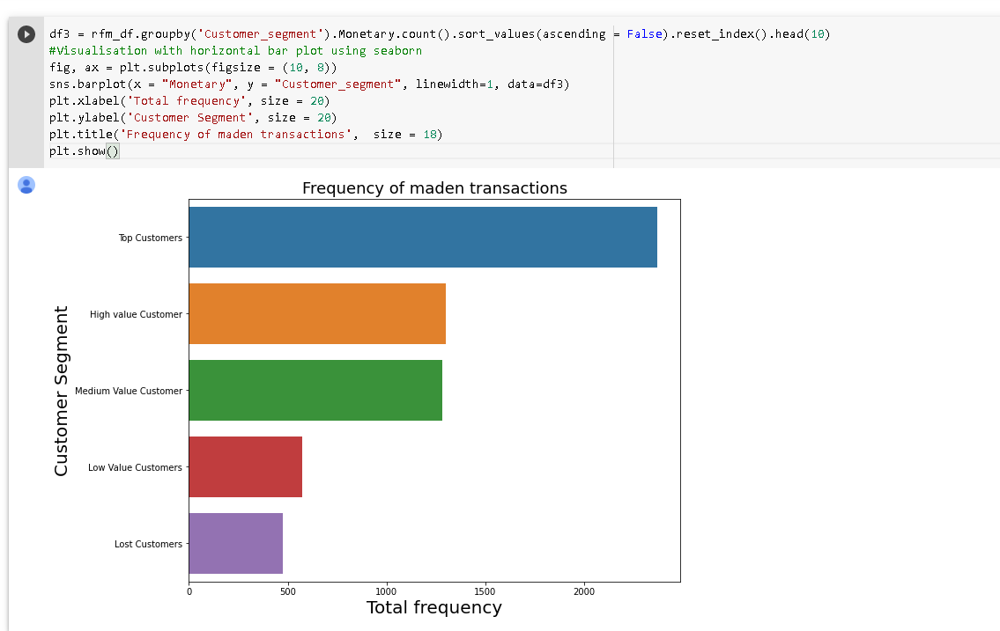 df3 = rfm_df.groupby('Customer_segment').Monetary.count().sort_values(ascending = False).reset_index().head(10)
#Visualisation with horizontal bar plot using seaborn
fig, ax = plt.subplots(figsize = (10, 8))
sns.barplot(x = "Monetary", y = "Customer_segment", linewidth=1, data=df3)
plt.xlabel('Total frequency', size = 20)
plt.ylabel('Customer Segment', size = 20)
plt.title('Frequency of maden transactions',  size = 18)
plt.show()
Frequency of maden transactions
Customer Segment
Top Customers
High value Customer
Medium Value Customer
Low Value Customers
Lost Customers
0 500 1000 1500 2000
Total frequency